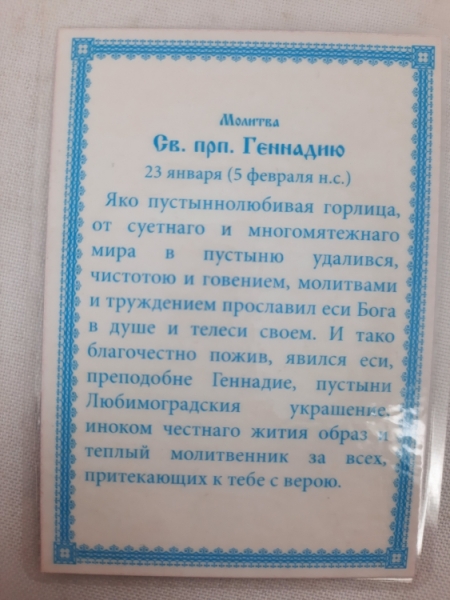 Молитва
Св. прп. Геннадию
23 января (5 февраля н.с.)
Яко пустыннолюбивая горлица,
от суетнаго и многомятежнаго
мира в пустыню удалився,
чистотою и говением, молитвами
и труждением прославил еси Бога
в душе и телеси своем. И тако
благочестно пожив, явился еси,
преподобне Геннадие, пустыни
Любимоградския украшение,
иноком честнаго жития образ и
теплый молитвенник за всех,
притекающих к тебе с верою.